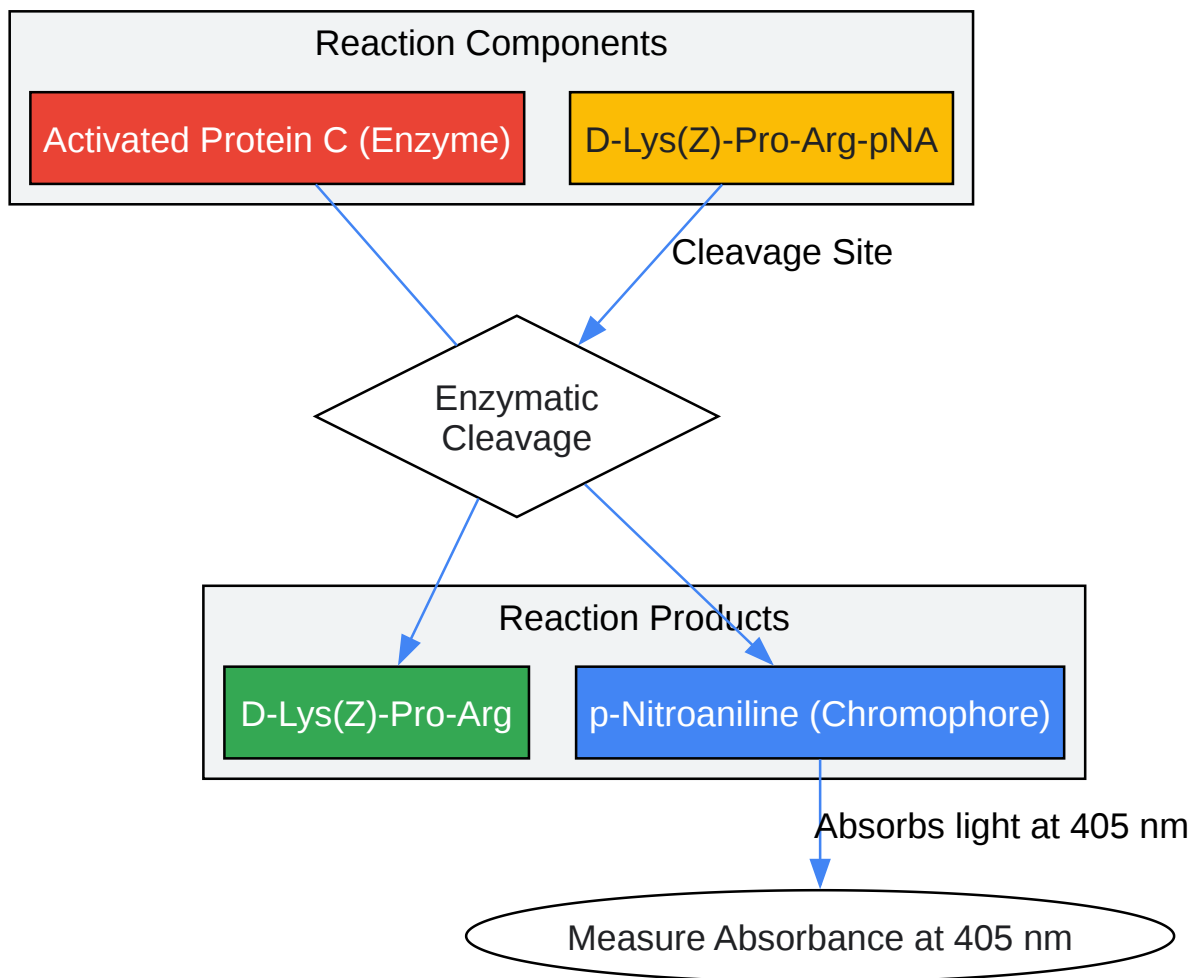 Reaction Components
Activated Protein C (Enzyme)
D-Lys(Z)-Pro-Arg-pNA
Cleavage Site
Enzymatic
Cleavage
Reaction Products
D-Lys(Z)-Pro-Arg
p-Nitroaniline (Chromophore)
Absorbs light at 405 nm
Measure Absorbance at 405 nm